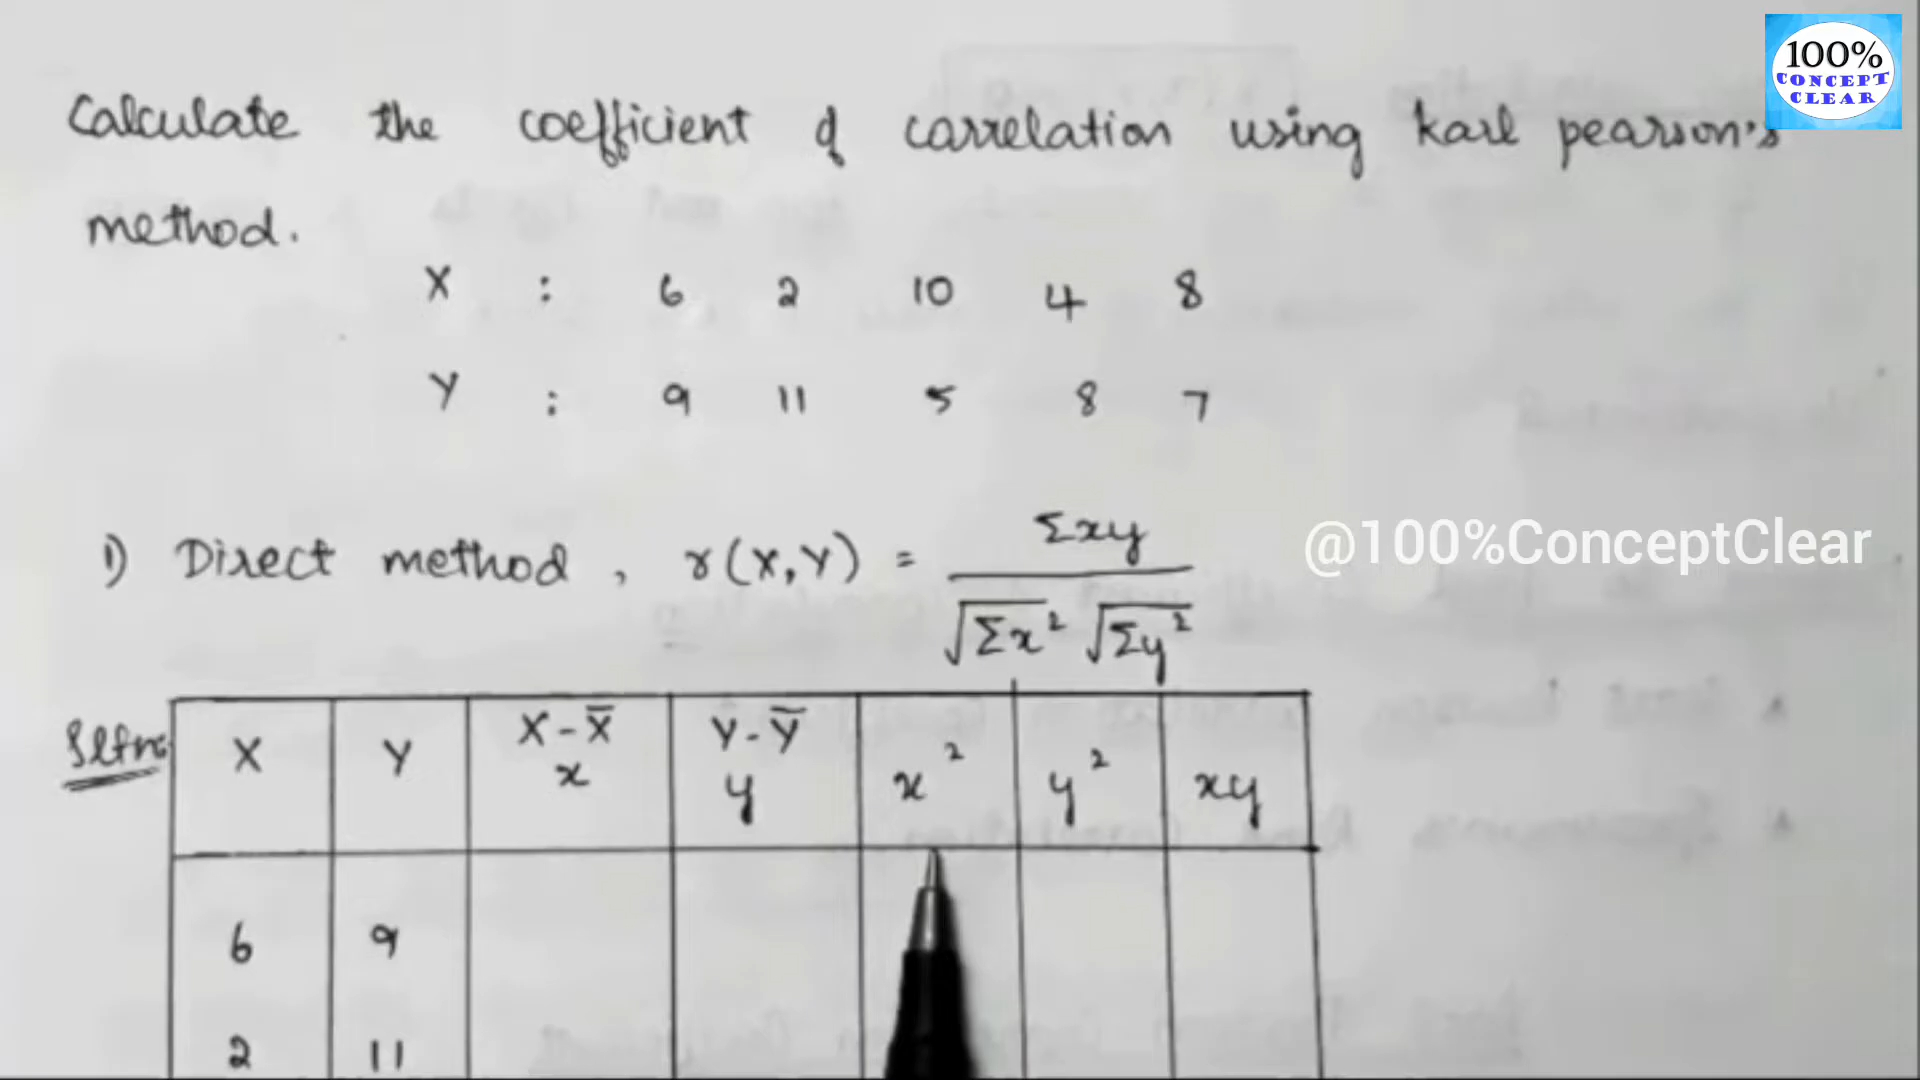 100%
CONCEPT
CLEAR
Calculate the coefficient of correlation using karl pearson's
method.
X : 6 2 10 4 8
Y : 9 11 5 8 7
1) Direct method, r(X,Y) = Σxy / √Σx² √Σy²
@100%ConceptClear
Soltn
X Y X-X̄ x Y-Ȳ y x² y² xy
6 9
2 11